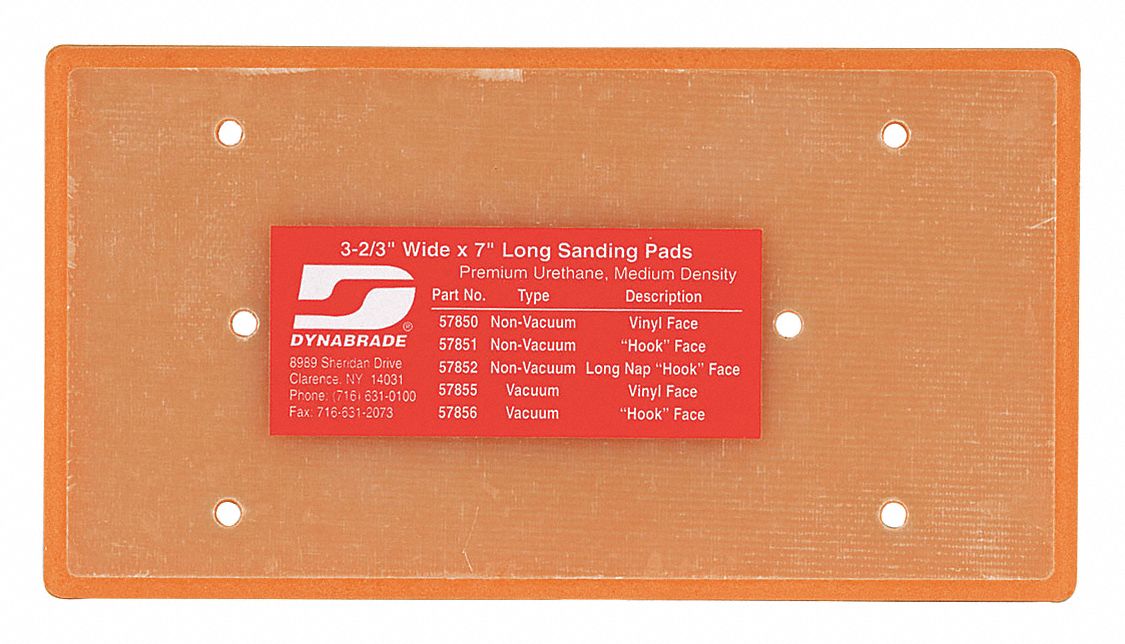 3-2/3" Wide x 7" Long Sanding Pads
Premium Urethane, Medium Density
Part No. Type Description
57850 Non-Vacuum Vinyl Face
57851 Non-Vacuum “Hook” Face
57852 Non-Vacuum Long Nap “Hook” Face
57855 Vacuum Vinyl Face
57856 Vacuum “Hook” Face
®
DYNABRADE
8989 Sheridan Drive
Clarence, NY 14031
Phone: (716) 631-0100
Fax: 716-631-2073